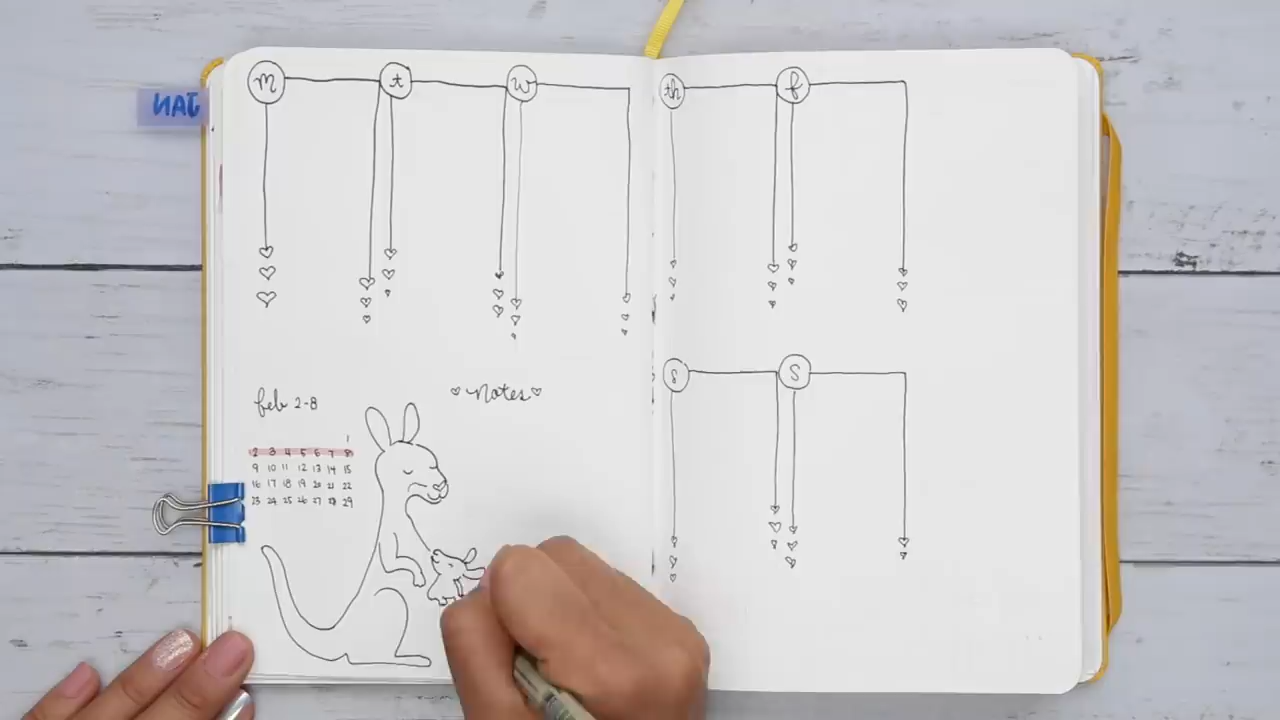 m t w
th f
s S
feb 2-8
♡ notes ♡
1
2 3 4 5 6 7 8
9 10 11 12 13 14 15
16 17 18 19 20 21 22
23 24 25 26 27 28 29
JAN